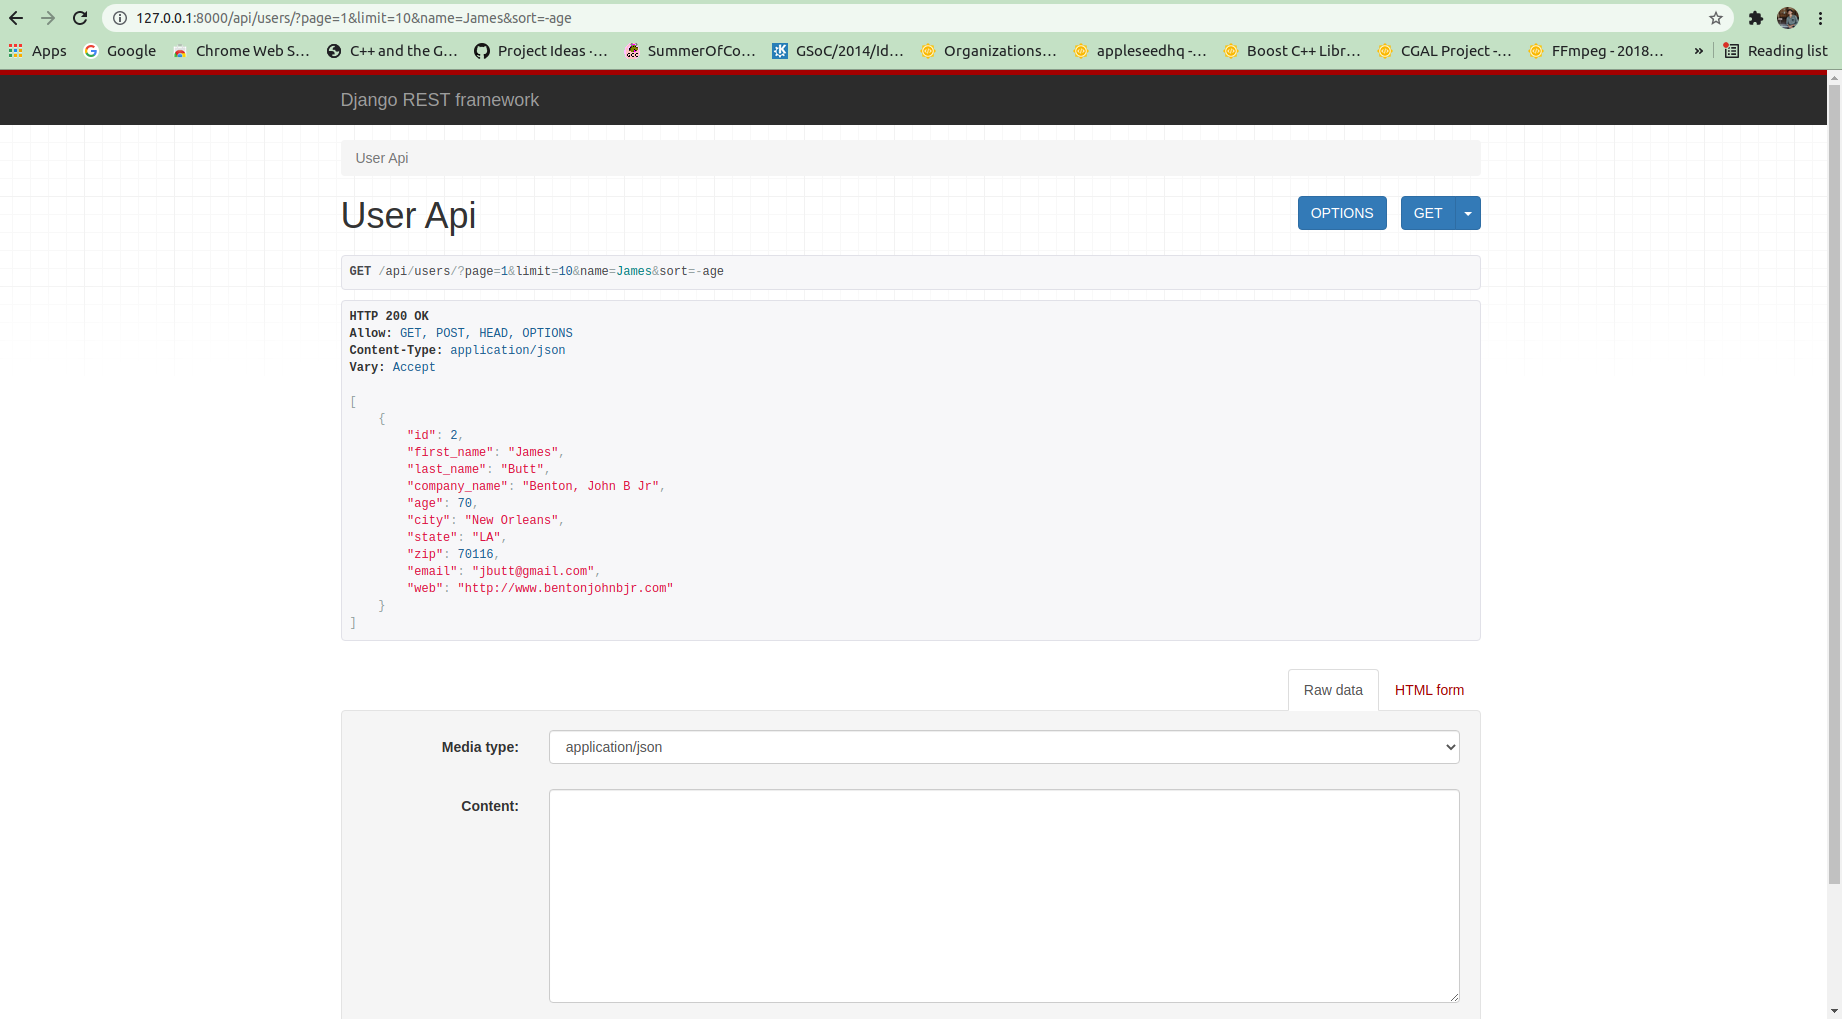 127.0.0.1:8000/api/users/?page=1&limit=10&name=James&sort=-age
Apps Google Chrome Web S... C++ and the G... Project Ideas ·... SummerOfCo... GSoC/2014/Id... Organizations... appleseedhq -... Boost C++ Libr... CGAL Project -... FFmpeg - 2018... » Reading list
Django REST framework
User Api
User Api
OPTIONS GET
GET /api/users/?page=1&limit=10&name=James&sort=-age
HTTP 200 OK
Allow: GET, POST, HEAD, OPTIONS
Content-Type: application/json
Vary: Accept
[
{
"id": 2,
"first_name": "James",
"last_name": "Butt",
"company_name": "Benton, John B Jr",
"age": 70,
"city": "New Orleans",
"state": "LA",
"zip": 70116,
"email": "jbutt@gmail.com",
"web": "http://www.bentonjohnbjr.com"
}
]
Raw data HTML form
Media type: application/json
Content: